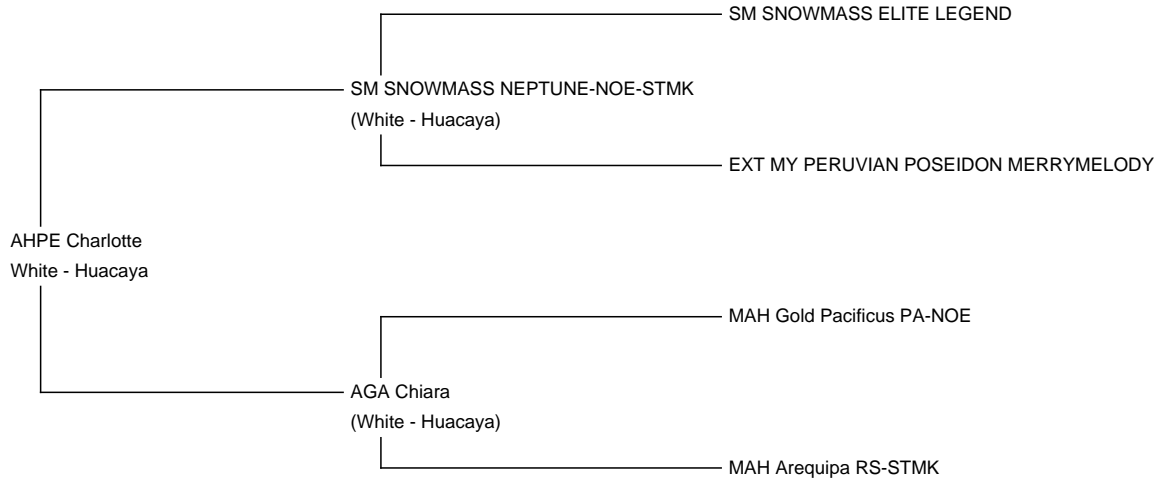 SM SNOWMASS ELITE LEGEND
SM SNOWMASS NEPTUNE-NOE-STMK
(White - Huacaya)
EXT MY PERUVIAN POSEIDON MERRYMELODY
AHPE Charlotte
White - Huacaya
MAH Gold Pacificus PA-NOE
AGA Chiara
(White - Huacaya)
MAH Arequipa RS-STMK